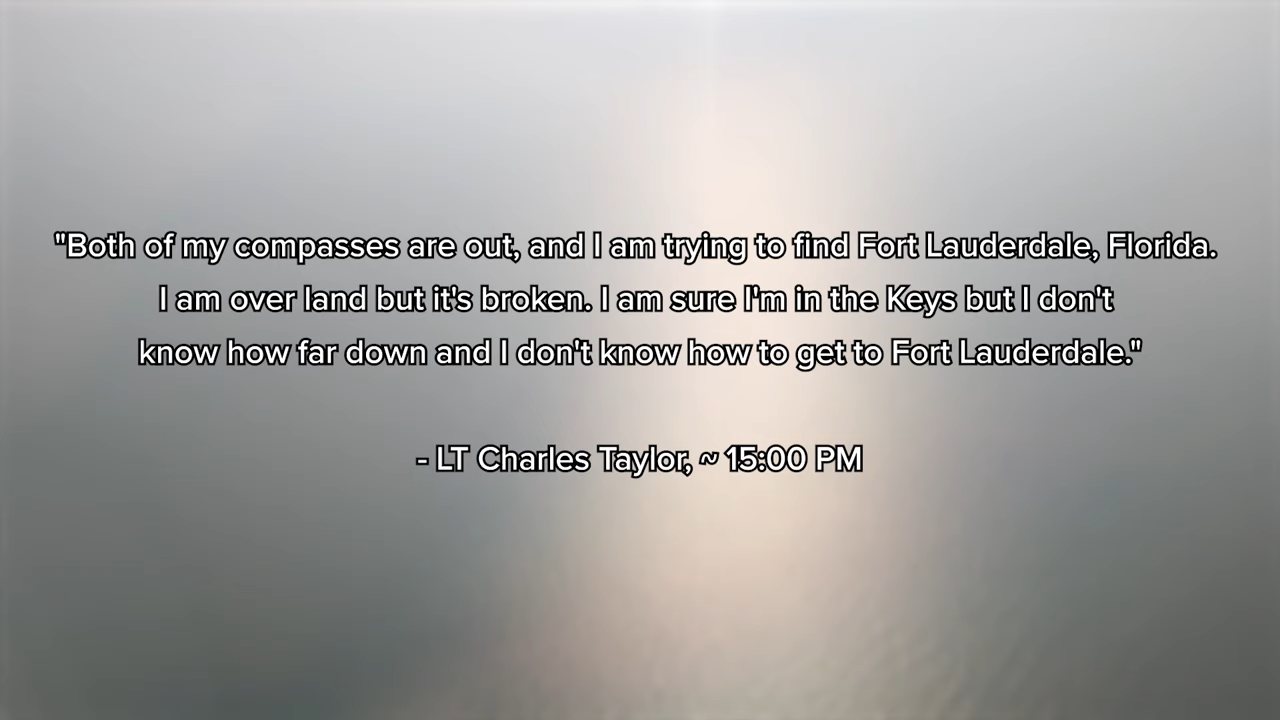 "Both of my compasses are out, and I am trying to find Fort Lauderdale, Florida.
I am over land but it's broken. I am sure I'm in the Keys but I don't
know how far down and I don't know how to get to Fort Lauderdale."
- LT Charles Taylor, ~ 15:00 PM